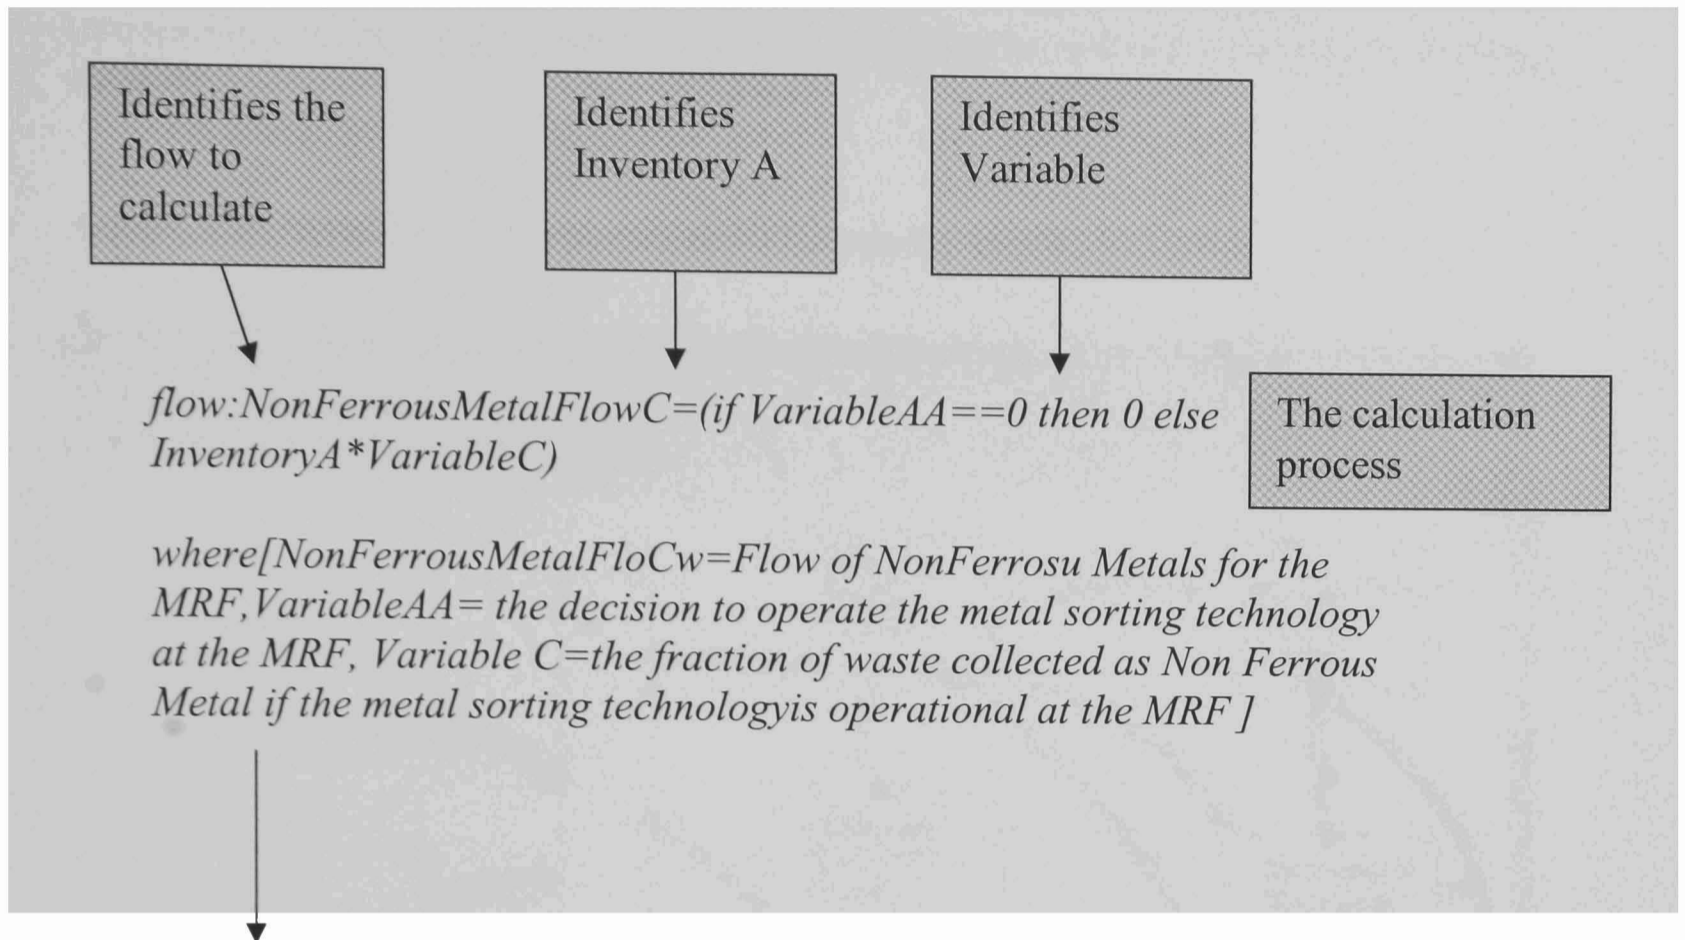 Identifies the
flow to
calculate
Identifies
Inventory A
Identifies
Variable
flow:NonFerrousMetalFlowC=(if VariableAA==0 then 0 else
InventoryA*VariableC)
The calculation
process
where[NonFerrousMetalFloCw=Flow of NonFerrosu Metals for the
MRF,VariableAA= the decision to operate the metal sorting technology
at the MRF, Variable C=the fraction of waste collected as Non Ferrous
Metal if the metal sorting technologyis operational at the MRF ]